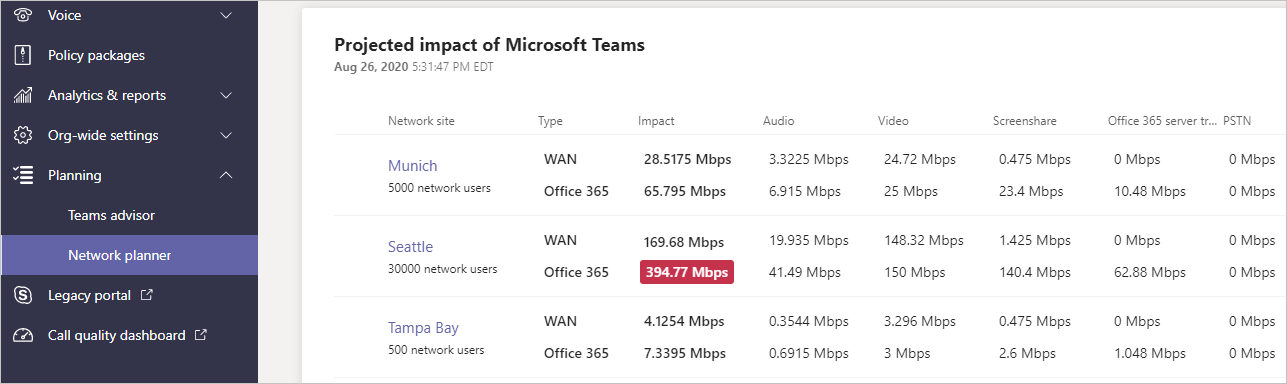 Voice
Policy packages
Analytics & reports
Org-wide settings
Planning
Teams advisor
Network planner
Legacy portal
Call quality dashboard
Projected impact of Microsoft Teams
Aug 26, 2020 5:31:47 PM EDT
Network site Type Impact Audio Video Screenshare Office 365 server tr... PSTN
Munich
5000 network users
WAN 28.5175 Mbps 3.3225 Mbps 24.72 Mbps 0.475 Mbps 0 Mbps 0 Mbps
Office 365 65.795 Mbps 6.915 Mbps 25 Mbps 23.4 Mbps 10.48 Mbps 0 Mbps
Seattle
30000 network users
WAN 169.68 Mbps 19.935 Mbps 148.32 Mbps 1.425 Mbps 0 Mbps 0 Mbps
Office 365 394.77 Mbps 41.49 Mbps 150 Mbps 140.4 Mbps 62.88 Mbps 0 Mbps
Tampa Bay
500 network users
WAN 4.1254 Mbps 0.3544 Mbps 3.296 Mbps 0.475 Mbps 0 Mbps 0 Mbps
Office 365 7.3395 Mbps 0.6915 Mbps 3 Mbps 2.6 Mbps 1.048 Mbps 0 Mbps